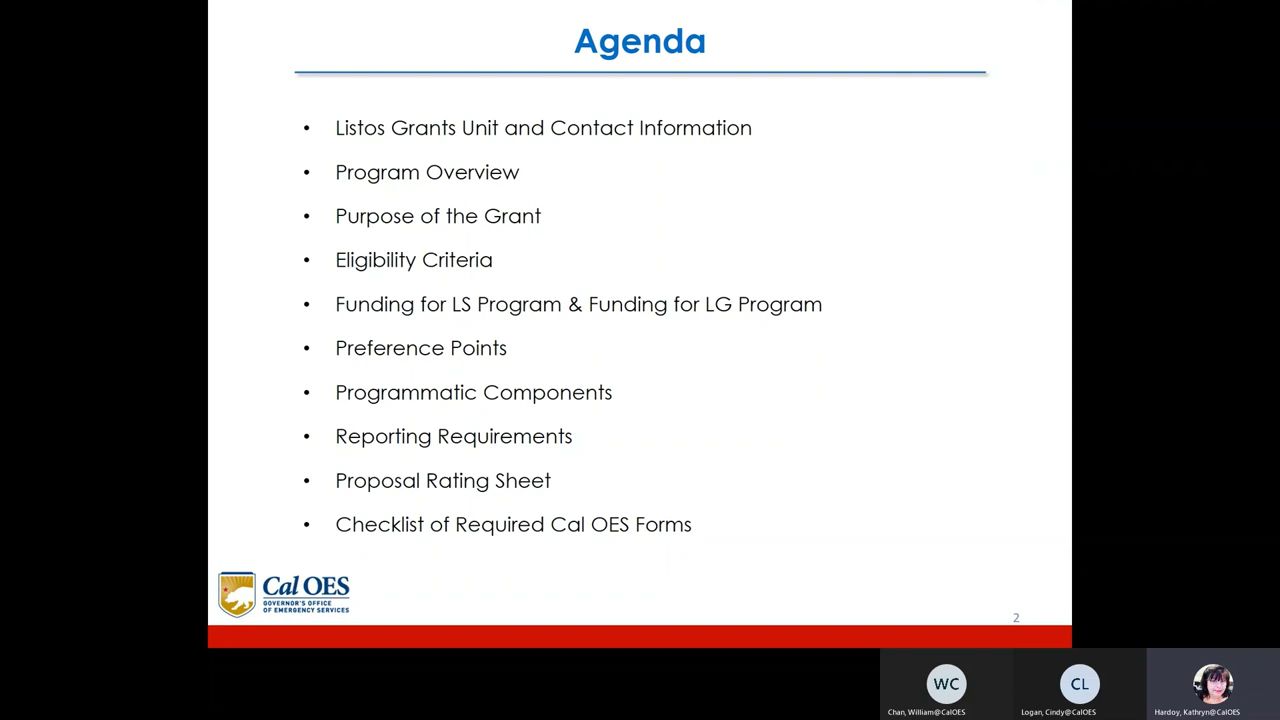 Agenda
• Listos Grants Unit and Contact Information
• Program Overview
• Purpose of the Grant
• Eligibility Criteria
• Funding for LS Program & Funding for LG Program
• Preference Points
• Programmatic Components
• Reporting Requirements
• Proposal Rating Sheet
• Checklist of Required Cal OES Forms
Cal OES
GOVERNOR'S OFFICE
OF EMERGENCY SERVICES
2
WC
CL
Chan, William@CalOES
Logan, Cindy@CalOES
Hardoy, Kathryn@CalOES